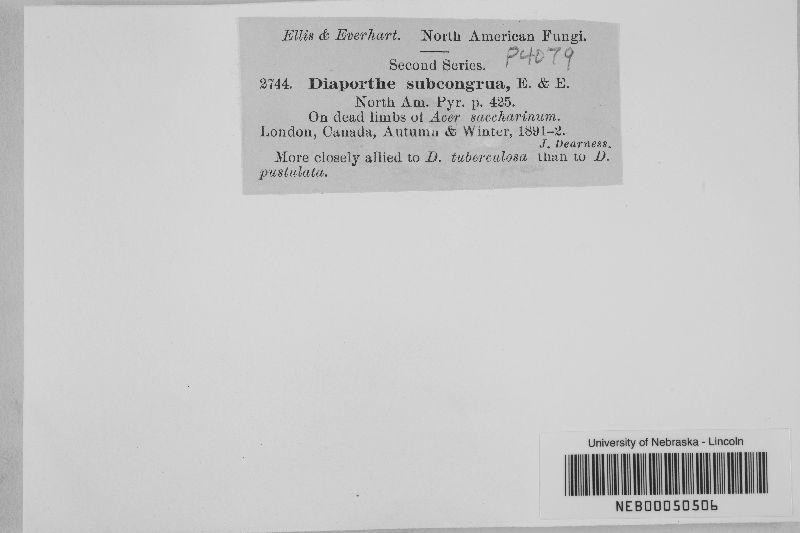 Ellis & Everhart. North American Fungi.
P4079
Second Series.
2744. Diaporthe subcongrua, E. & E.
North Am. Pyr. p. 425.
On dead limbs of Acer saccharinum.
London, Canada, Autumn & Winter, 1891–2.
J. Dearness.
More closely allied to D. tuberculosa than to D.
pustulata.
University of Nebraska - Lincoln
NEB00050506